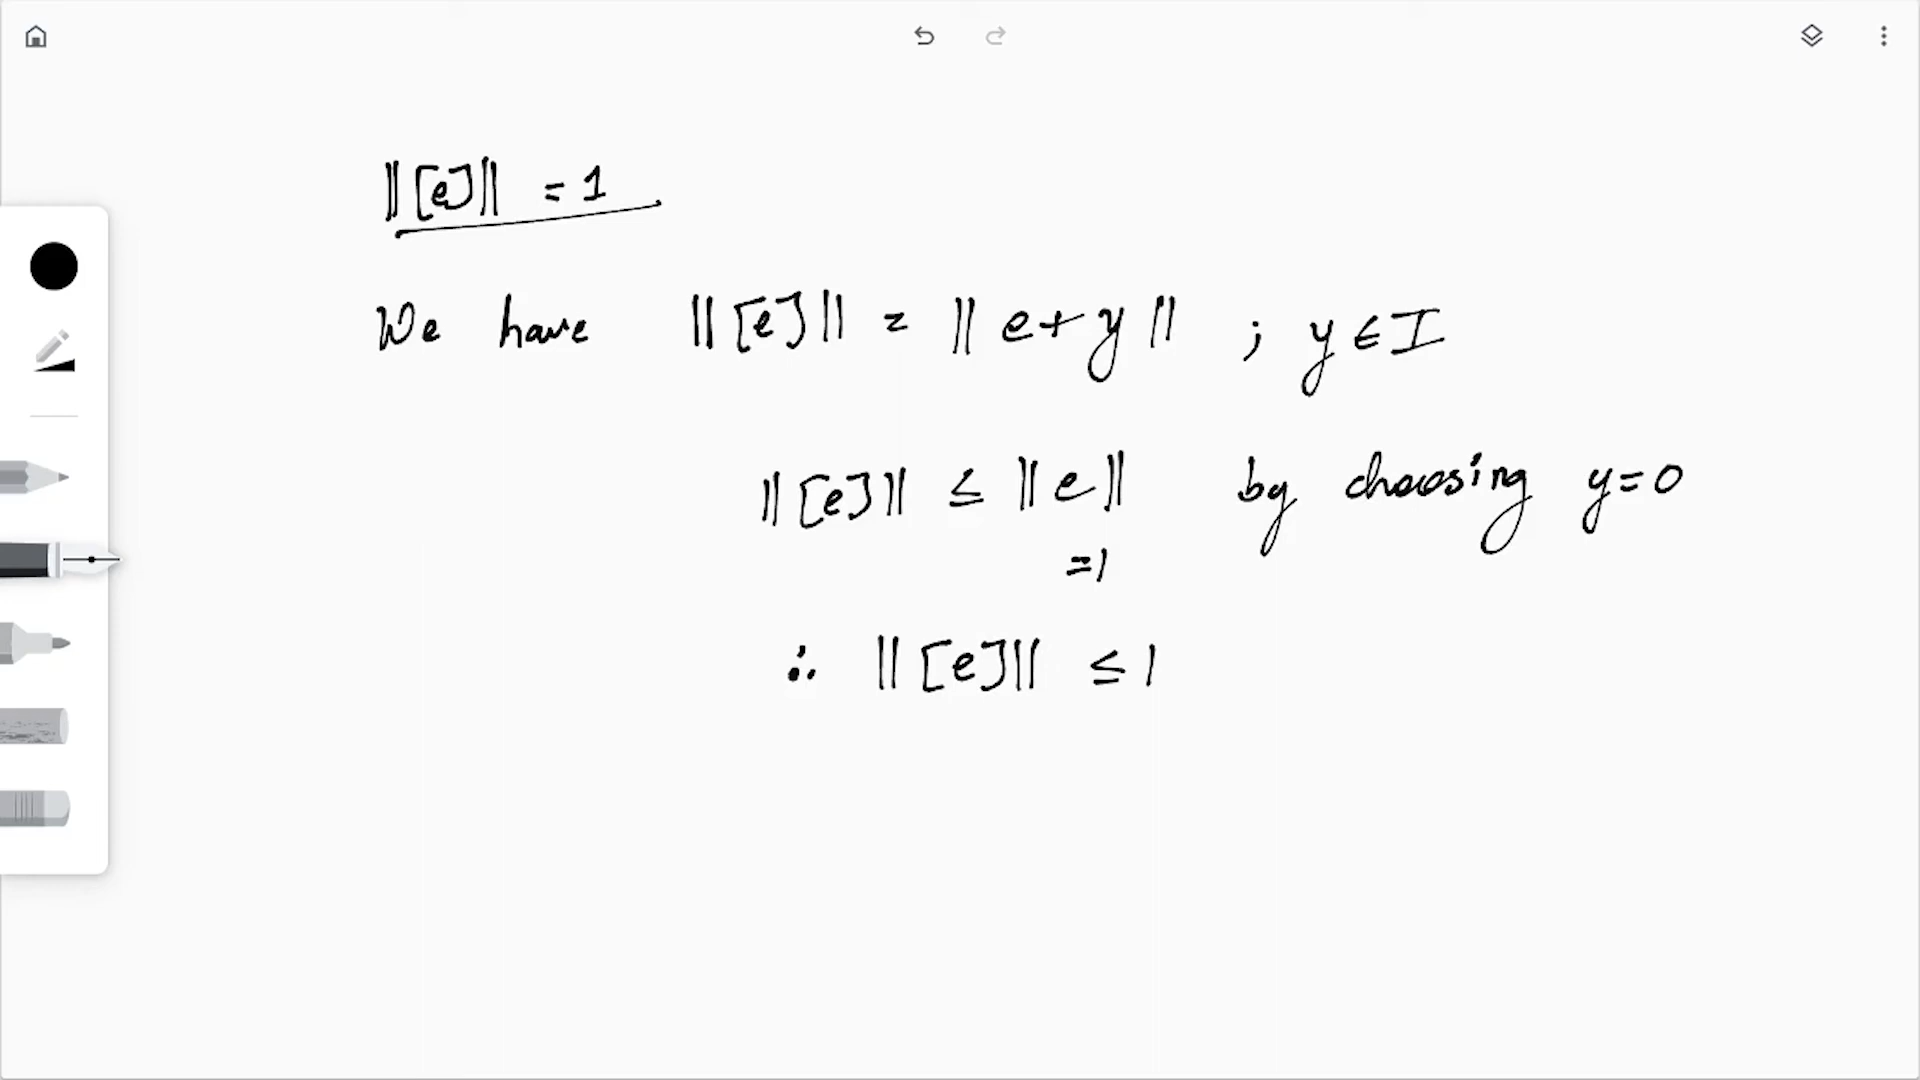 ||[e]|| = 1
We have ||[e]|| = || e+y || ; y ∈ I
||[e]|| ≤ ||e|| by choosing y=0
=1
∴ ||[e]|| ≤ 1